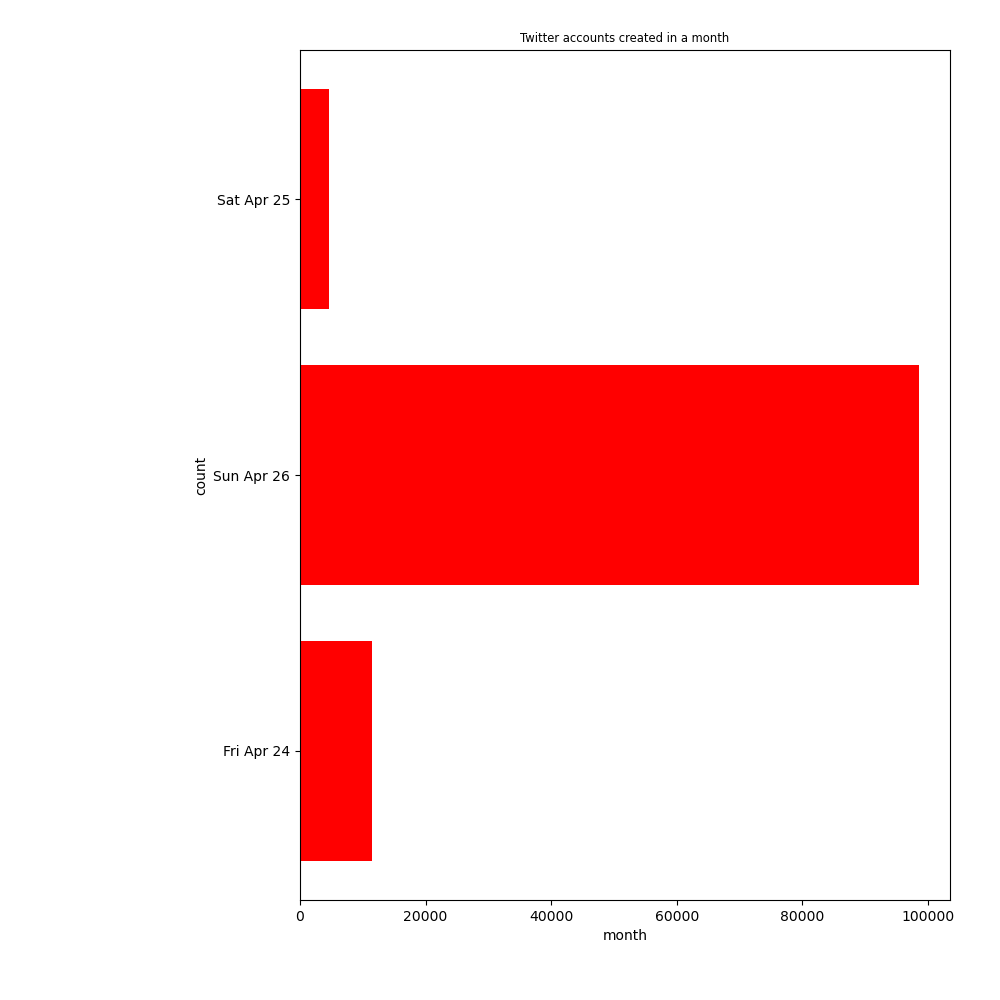 Twitter accounts created in a month
Sat Apr 25
Sun Apr 26
Fri Apr 24
count
0 20000 40000 60000 80000 100000
month